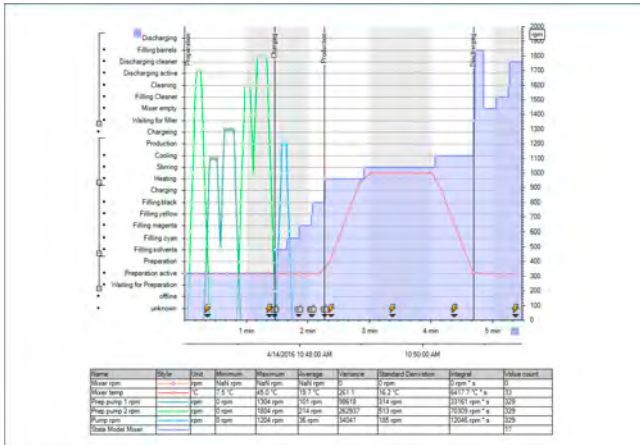 Discharging
Filling barrels
Discharging cleaner
Discharging active
Cleaning
Filling Cleaner
Mixer empty
Waiting for filler
Chargeing
Production
Cooling
Stirring
Heating
Charging
Filling black
Filling yellow
Filling magenta
Filling cyan
Filling solvents
Preparation
Preparation active
Waiting for Preparation
offline
unknown
Preparation
Charging
Production
Discharging
2000
rpm
1800
1700
1600
1500
1400
1300
1200
1100
1000
900
800
700
600
500
400
300
200
100
0
1 min 2 min 3 min 4 min 5 min
4/14/2016 10:48:00 AM 10:50:00 AM
Name Style Unit Minimum Maximum Average Variance Standard Derivation Integral Value count
Mixer rpm rpm NaN rpm NaN rpm NaN rpm 0 0 rpm 0 rpm * s 0
Mixer temp °C 7.5 °C 45.0 °C 19.7 °C 261.1 16.2 °C 6417.7 °C * s 33
Prep pump 1 rpm rpm 0 rpm 1304 rpm 101 rpm 98618 314 rpm 33161 rpm * s 329
Prep pump 2 rpm rpm 0 rpm 1804 rpm 214 rpm 262937 513 rpm 70309 rpm * s 329
Pump rpm rpm 0 rpm 1204 rpm 36 rpm 34041 185 rpm 12046 rpm * s 329
State Model Mixer 17